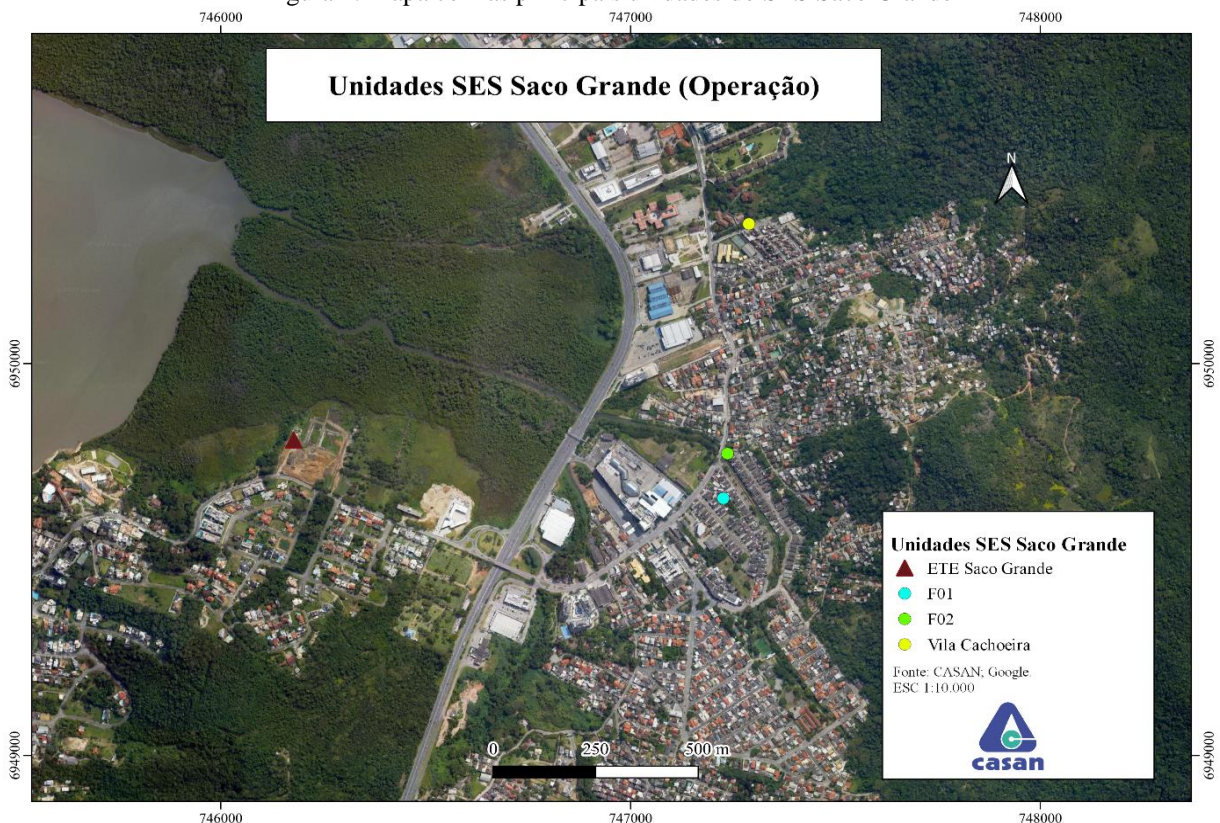 746000
747000
748000
Unidades SES Saco Grande (Operação)
N
6950000
6950000
Unidades SES Saco Grande
ETE Saco Grande
F01
F02
Vila Cachoeira
Fonte: CASAN; Google.
ESC 1:10.000
casan
0 250 500 m
6949000
6949000
746000
747000
748000